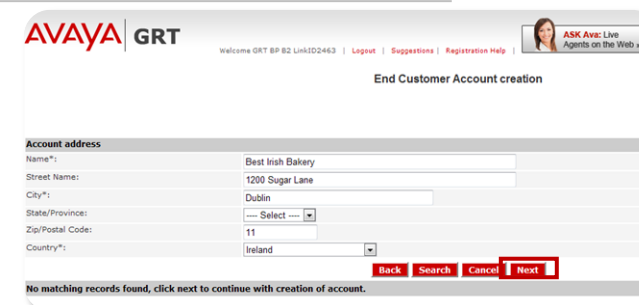 AVAYA GRT
Welcome GRT BP B2 LinkID2463 | Logout | Suggestions | Registration Help |
ASK Ava: Live
Agents on the Web
End Customer Account creation
Account address
Name*: Best Irish Bakery
Street Name: 1200 Sugar Lane
City*: Dublin
State/Province: ---- Select ----
Zip/Postal Code: 11
Country*: Ireland
Back Search Cancel Next
No matching records found, click next to continue with creation of account.